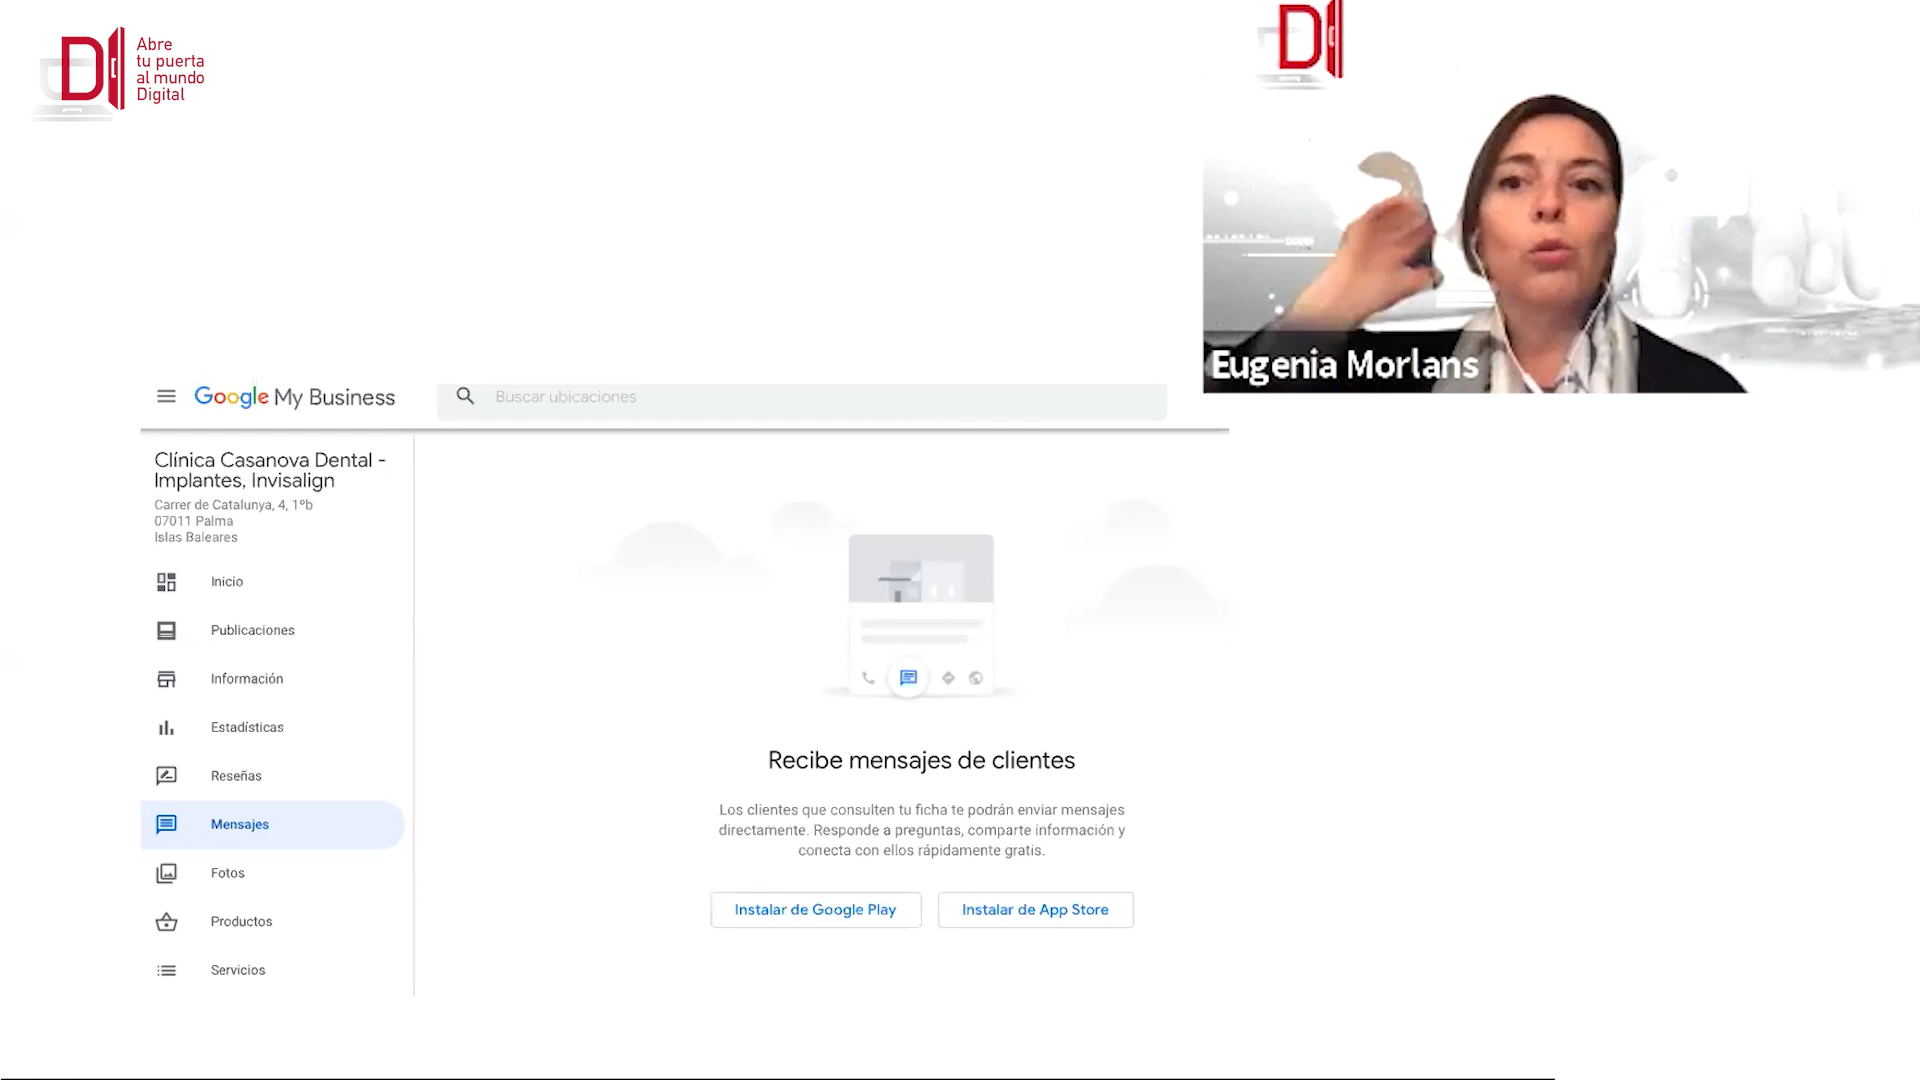 Abre
tu puerta
al mundo
Digital
DI
DI
Eugenia Morlans
Google My Business
Buscar ubicaciones
Clínica Casanova Dental -
Implantes, Invisalign
Carrer de Catalunya, 4, 1ºb
07011 Palma
Islas Baleares
Inicio
Publicaciones
Información
Estadísticas
Reseñas
Mensajes
Fotos
Productos
Servicios
Recibe mensajes de clientes
Los clientes que consulten tu ficha te podrán enviar mensajes
directamente. Responde a preguntas, comparte información y
conecta con ellos rápidamente gratis.
Instalar de Google Play
Instalar de App Store